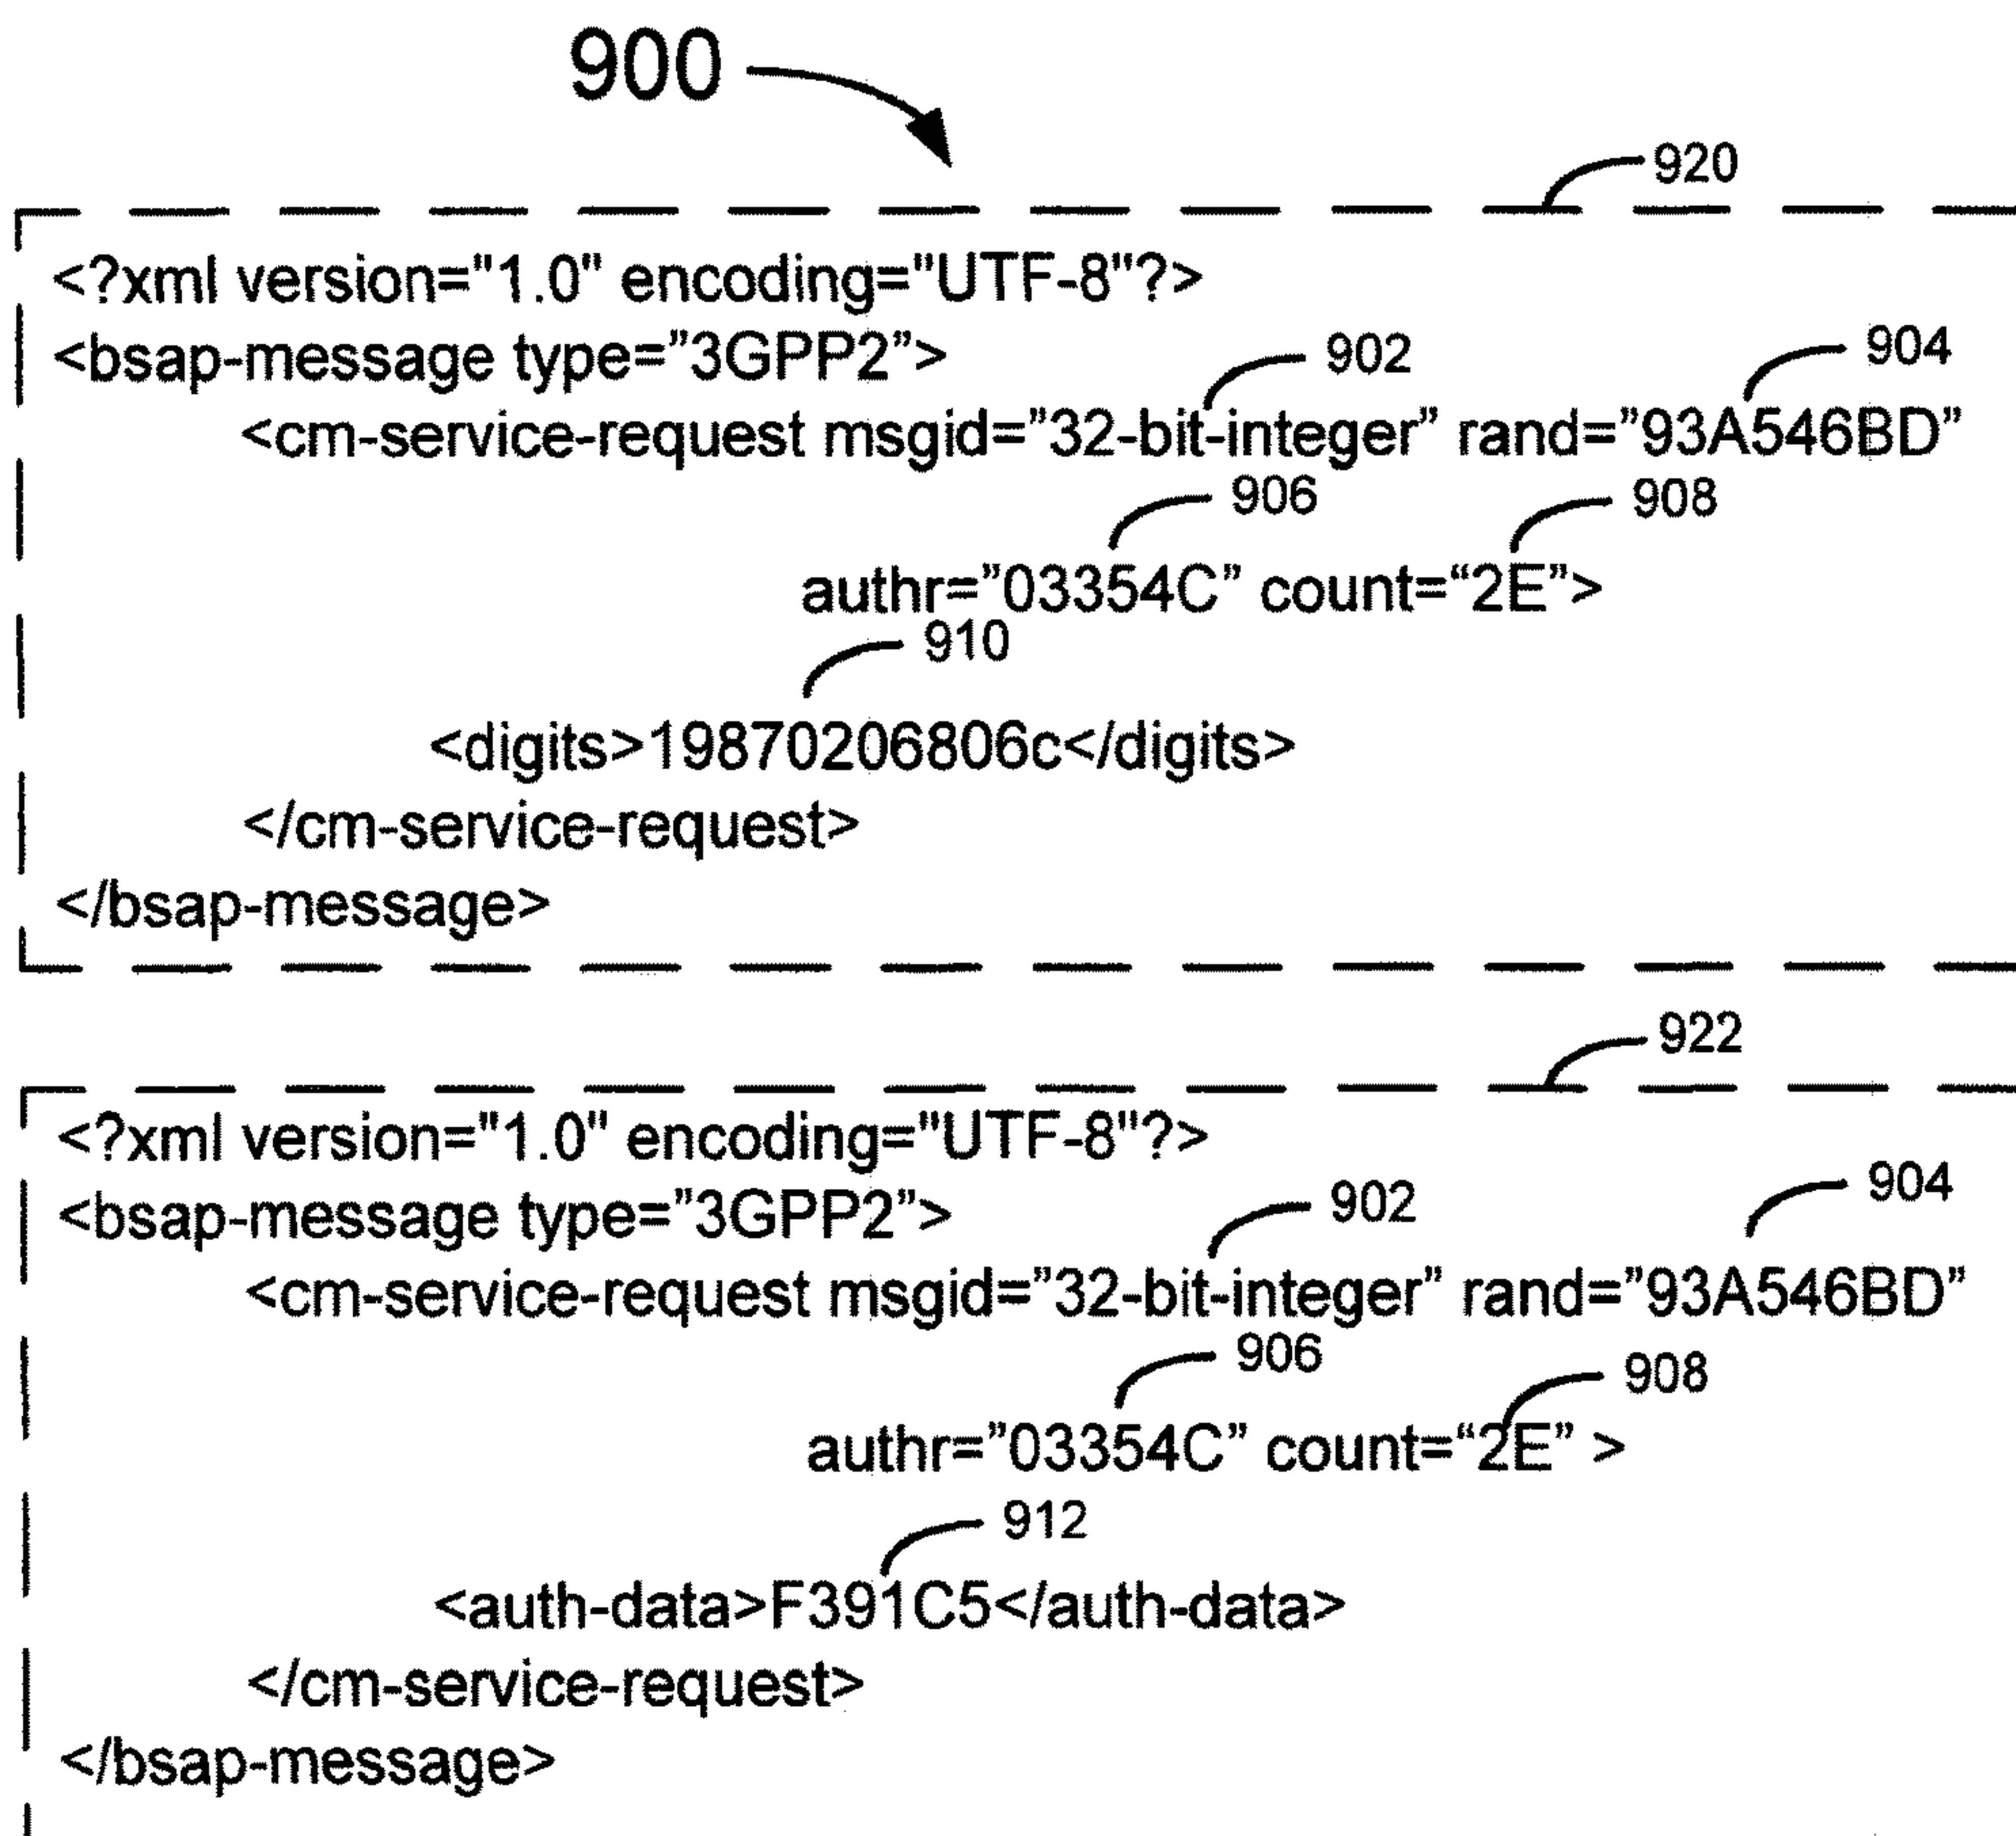 900
920
<?xml version="1.0" encoding="UTF-8"?>
<bsap-message type=”3GPP2”>
902
904
<cm-service-request msgid=”32-bit-integer” rand=”93A546BD”
906
908
authr=”03354C” count=“2E”>
910
<digits>19870206806c</digits>
</cm-service-request>
</bsap-message>
922
<?xml version="1.0" encoding="UTF-8"?>
<bsap-message type=”3GPP2”>
902
904
<cm-service-request msgid=”32-bit-integer” rand=”93A546BD”
906
908
authr=”03354C” count=“2E” >
912
<auth-data>F391C5</auth-data>
</cm-service-request>
</bsap-message>